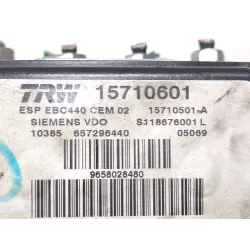 TRW 15710601
ESP EBC440 CEM 02 15710501-A
SIEMENS VDO S118676001 L
10385 657296440 05069
9658028480